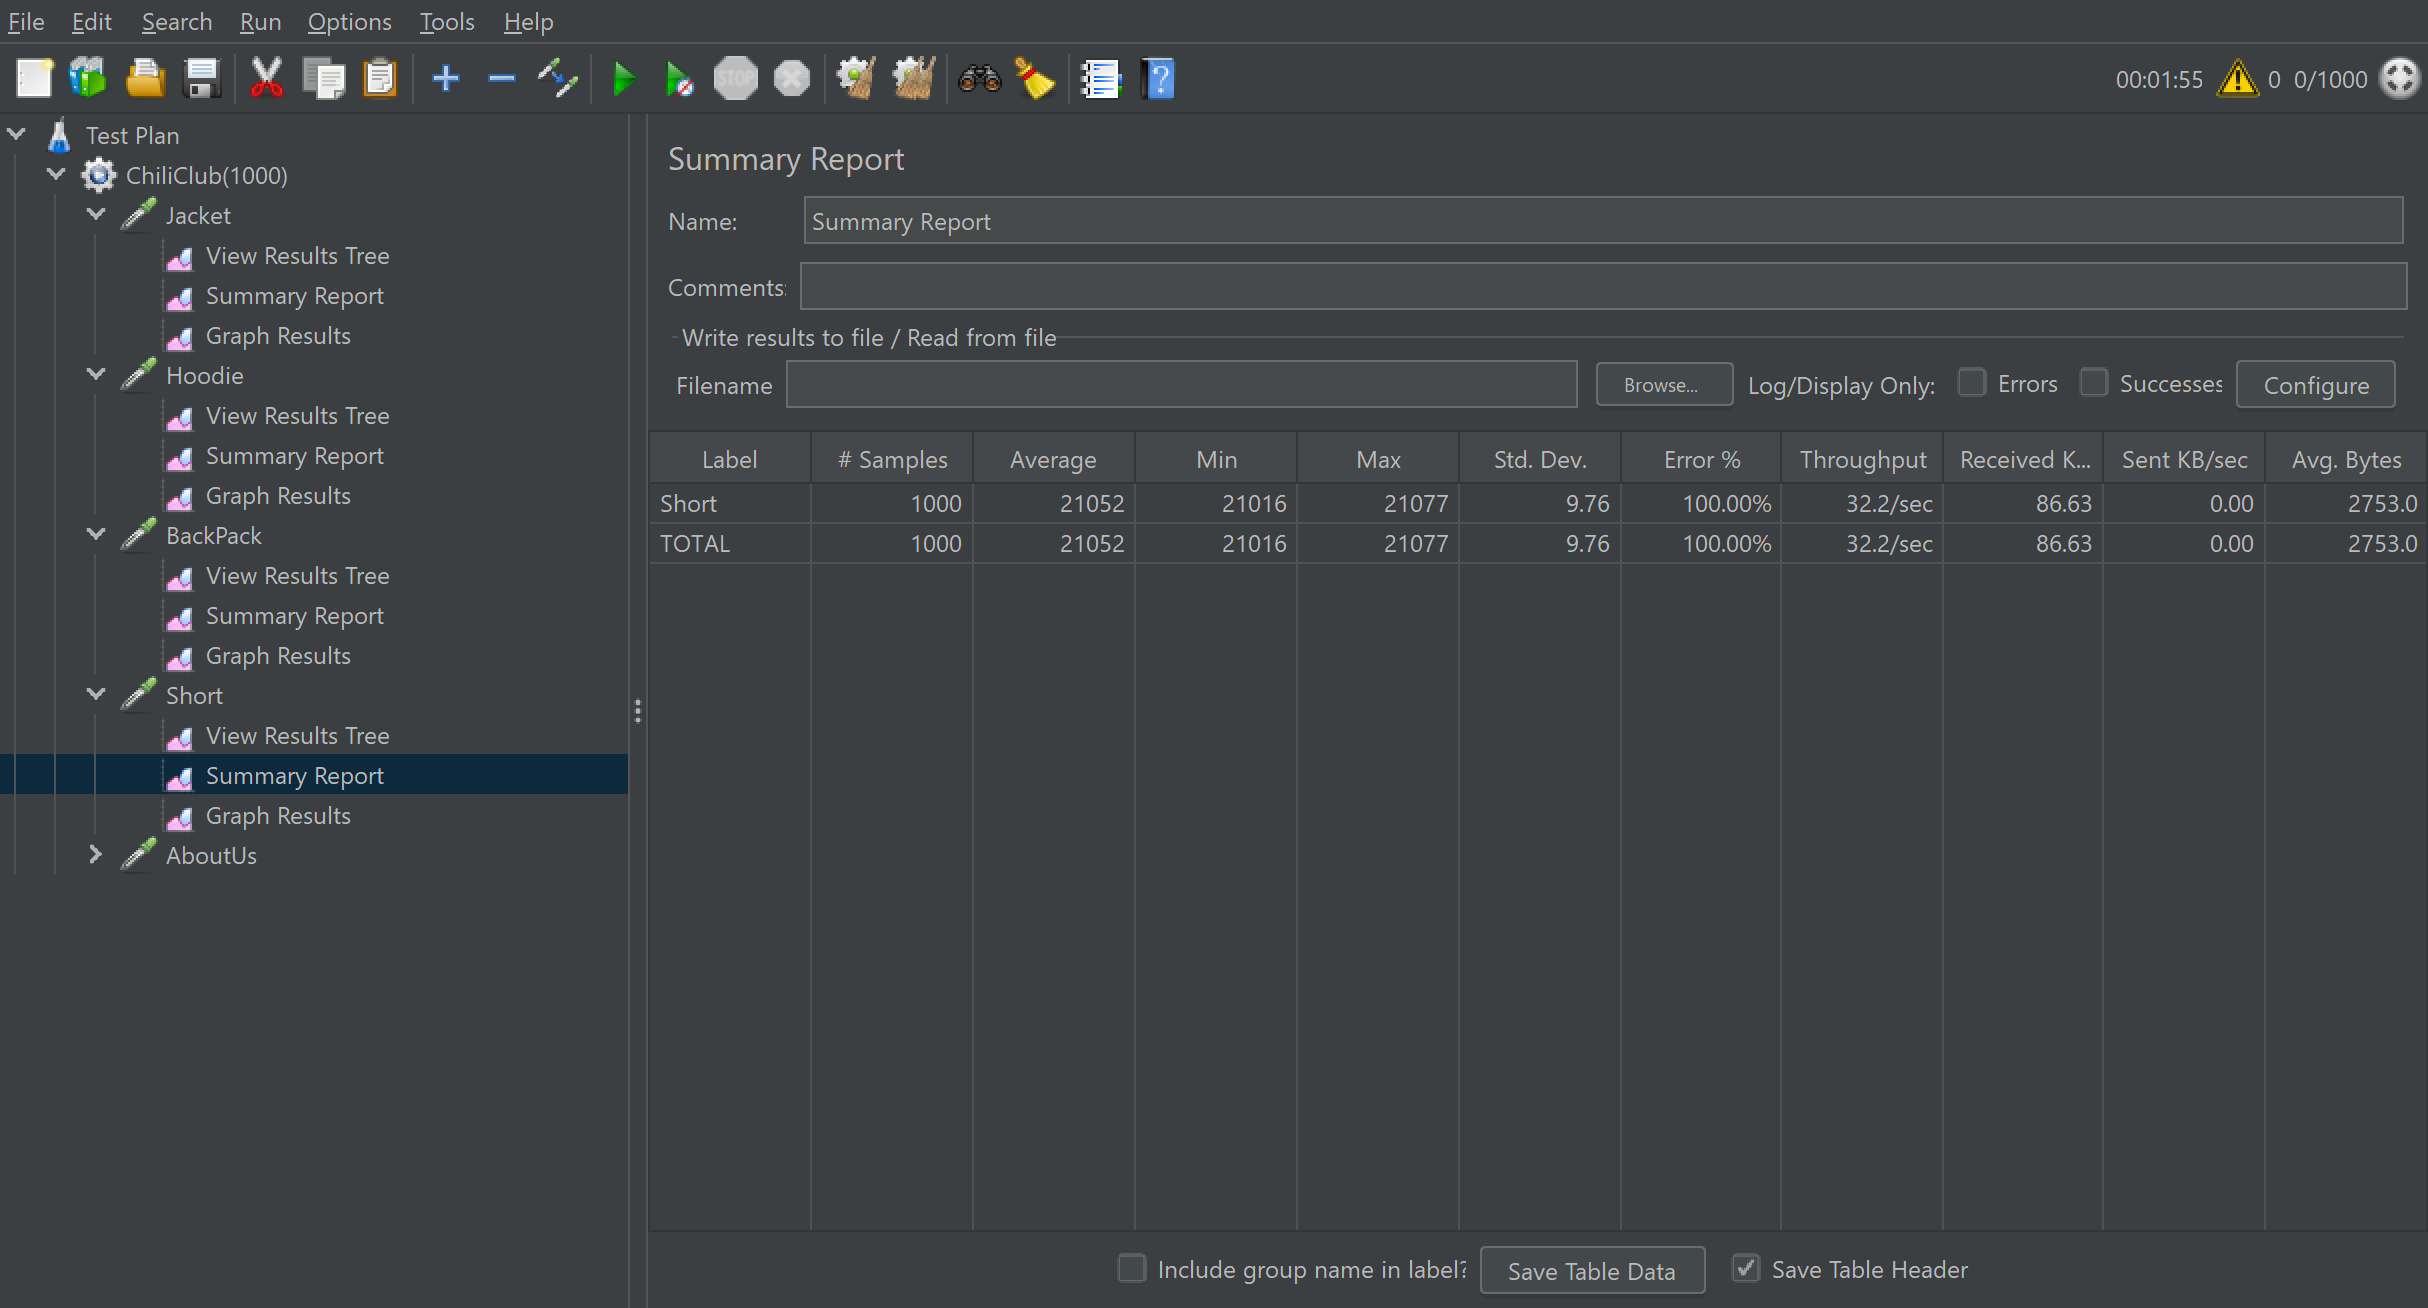 File Edit Search Run Options Tools Help
STOP
00:01:55 0 0/1000
Test Plan
ChiliClub(1000)
Jacket
View Results Tree
Summary Report
Graph Results
Hoodie
View Results Tree
Summary Report
Graph Results
BackPack
View Results Tree
Summary Report
Graph Results
Short
View Results Tree
Summary Report
Graph Results
AboutUs
Summary Report
Name: Summary Report
Comments:
Write results to file / Read from file
Filename Browse... Log/Display Only: Errors Successes Configure
Label # Samples Average Min Max Std. Dev. Error % Throughput Received K... Sent KB/sec Avg. Bytes
Short 1000 21052 21016 21077 9.76 100.00% 32.2/sec 86.63 0.00 2753.0
TOTAL 1000 21052 21016 21077 9.76 100.00% 32.2/sec 86.63 0.00 2753.0
Include group name in label? Save Table Data Save Table Header